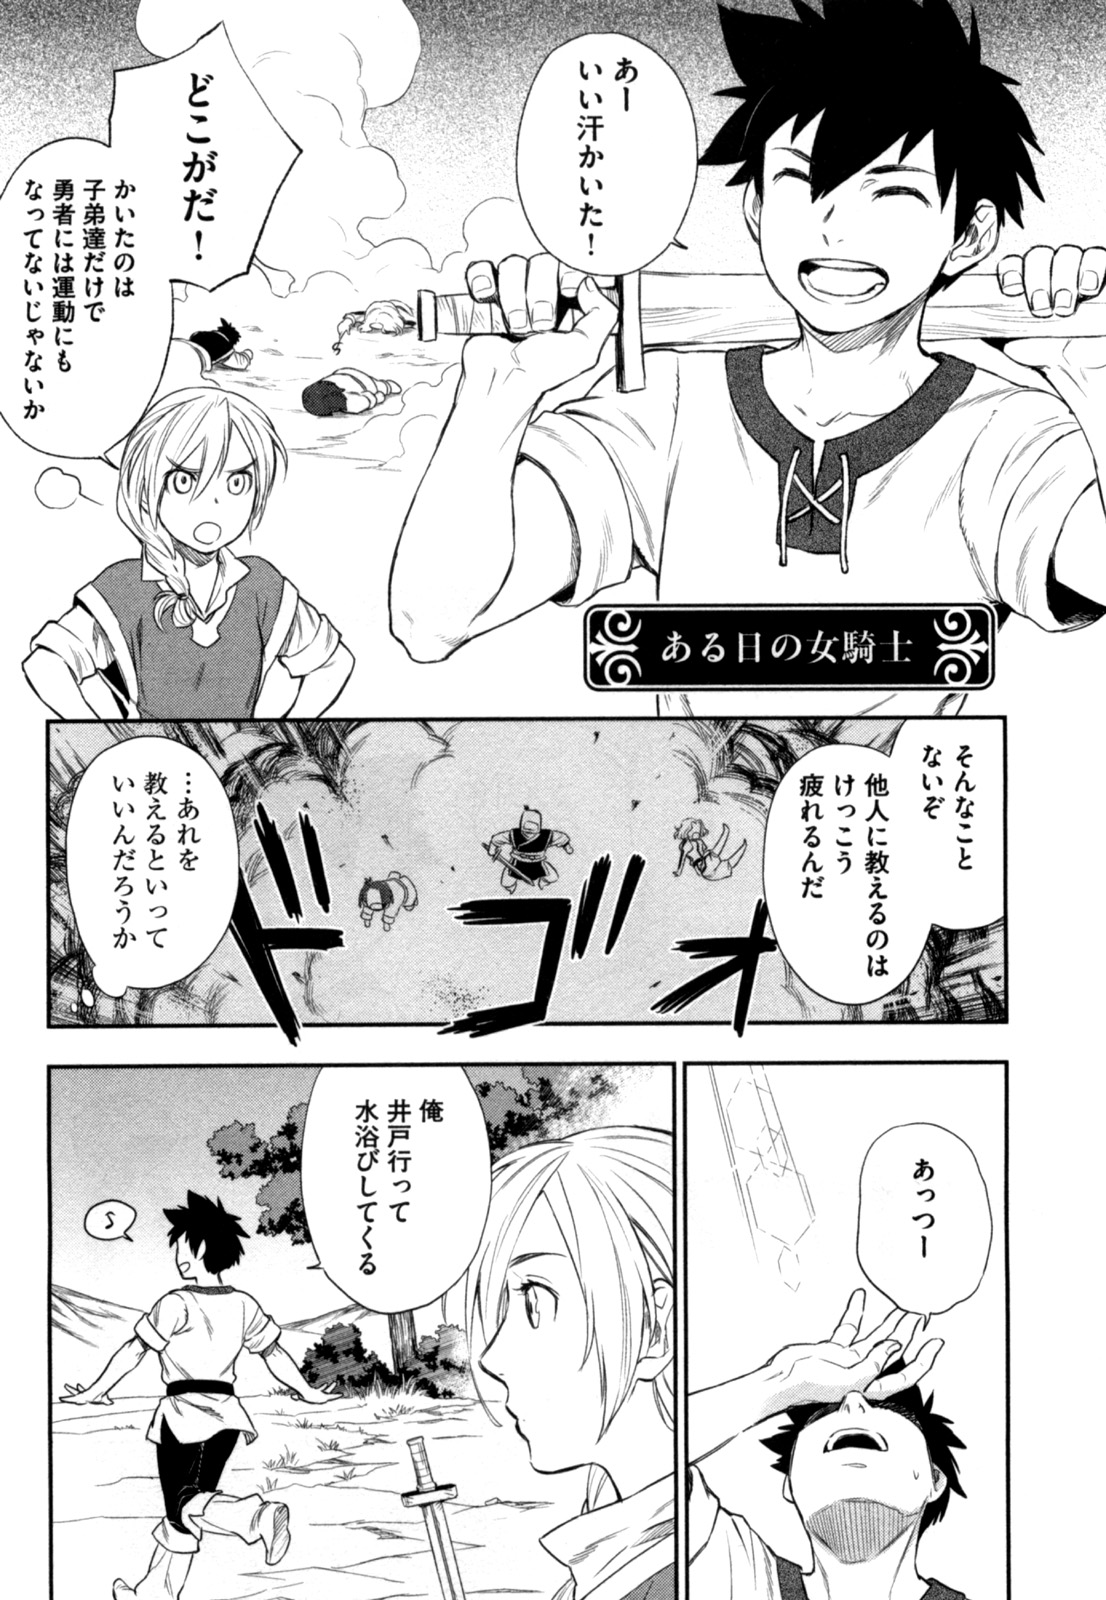 あー
いい汗かいた！
どこがだ！
かいたのは
子弟達だけで
勇者には運動にも
なってないじゃないか
ある日の女騎士
そんなこと
ないぞ
他人に教えるのは
けっこう
疲れるんだ
ドゴォ
…あれを
教えるといって
いいんだろうか
あっつー
俺
井戸行って
水浴びしてくる